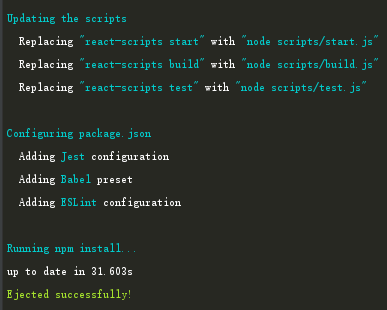 Updating the scripts
Replacing "react-scripts start" with "node scripts/start.js"
Replacing "react-scripts build" with "node scripts/build.js"
Replacing "react-scripts test" with "node scripts/test.js"
Configuring package.json
Adding Jest configuration
Adding Babel preset
Adding ESLint configuration
Running npm install...
up to date in 31.603s
Ejected successfully!